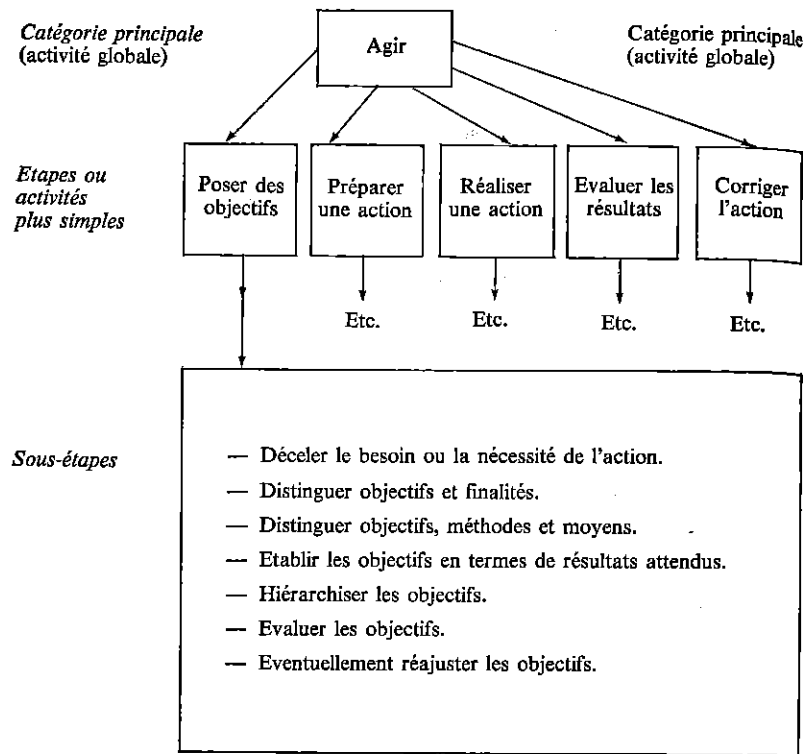 Catégorie principale
(activité globale)
Agir
Catégorie principale
(activité globale)
Etapes ou
activités
plus simples
Poser des
objectifs
Préparer
une action
Réaliser
une action
Evaluer les
résultats
Corriger
l'action
Etc.
Etc.
Etc.
Etc.
Sous-étapes
— Déceler le besoin ou la nécessité de l'action.
— Distinguer objectifs et finalités.
— Distinguer objectifs, méthodes et moyens.
— Etablir les objectifs en termes de résultats attendus.
— Hiérarchiser les objectifs.
— Evaluer les objectifs.
— Eventuellement réajuster les objectifs.